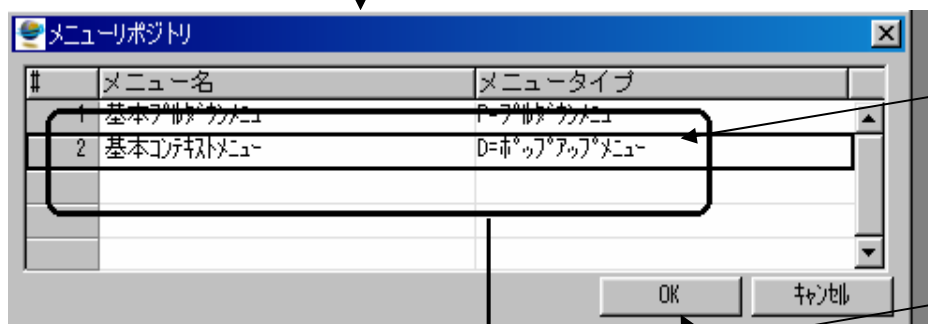 メニューリポジトリ
# メニュー名 メニュータイプ
1 基本ﾌﾟﾙﾀﾞｳﾝﾒﾆｭ P=ﾌﾟﾙﾀﾞｳﾝﾒﾆｭ
2 基本ｺﾝﾃｷｽﾄﾒﾆｭｰ D=ﾎﾟｯﾌﾟｱｯﾌﾟﾒﾆｭｰ
OK ｷｬﾝｾﾙ